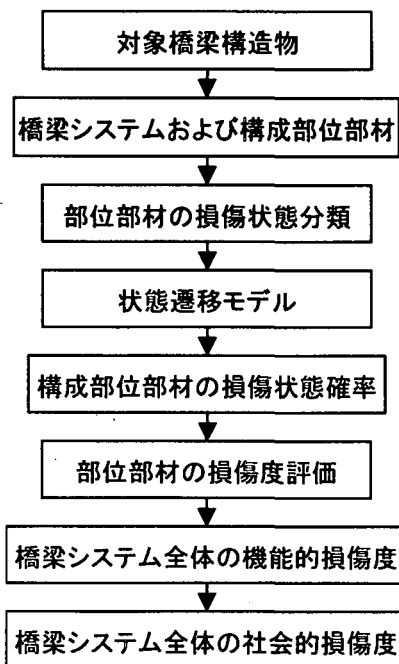 対象橋梁構造物
橋梁システムおよび構成部位部材
部位部材の損傷状態分類
状態遷移モデル
構成部位部材の損傷状態確率
部位部材の損傷度評価
橋梁システム全体の機能的損傷度
橋梁システム全体の社会的損傷度